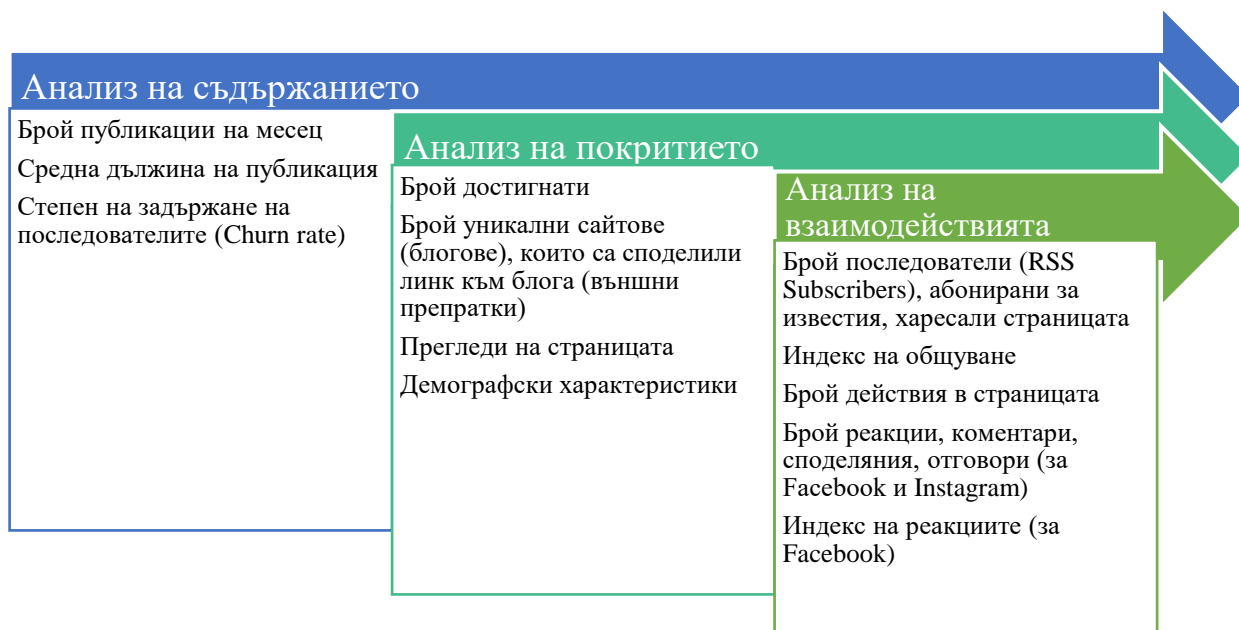 Анализ на съдържанието
Брой публикации на месец
Средна дължина на публикация
Степен на задържане на
последователите (Churn rate)
Анализ на покритието
Брой достигнати
Брой уникални сайтове
(блогове), които са споделили
линк към блога (външни
препратки)
Прегледи на страницата
Демографски характеристики
Анализ на
взаимодействията
Брой последователи (RSS
Subscribers), абонирани за
известия, харесали страницата
Индекс на общуване
Брой действия в страницата
Брой реакции, коментари,
споделяния, отговори (за
Facebook и Instagram)
Индекс на реакциите (за
Facebook)